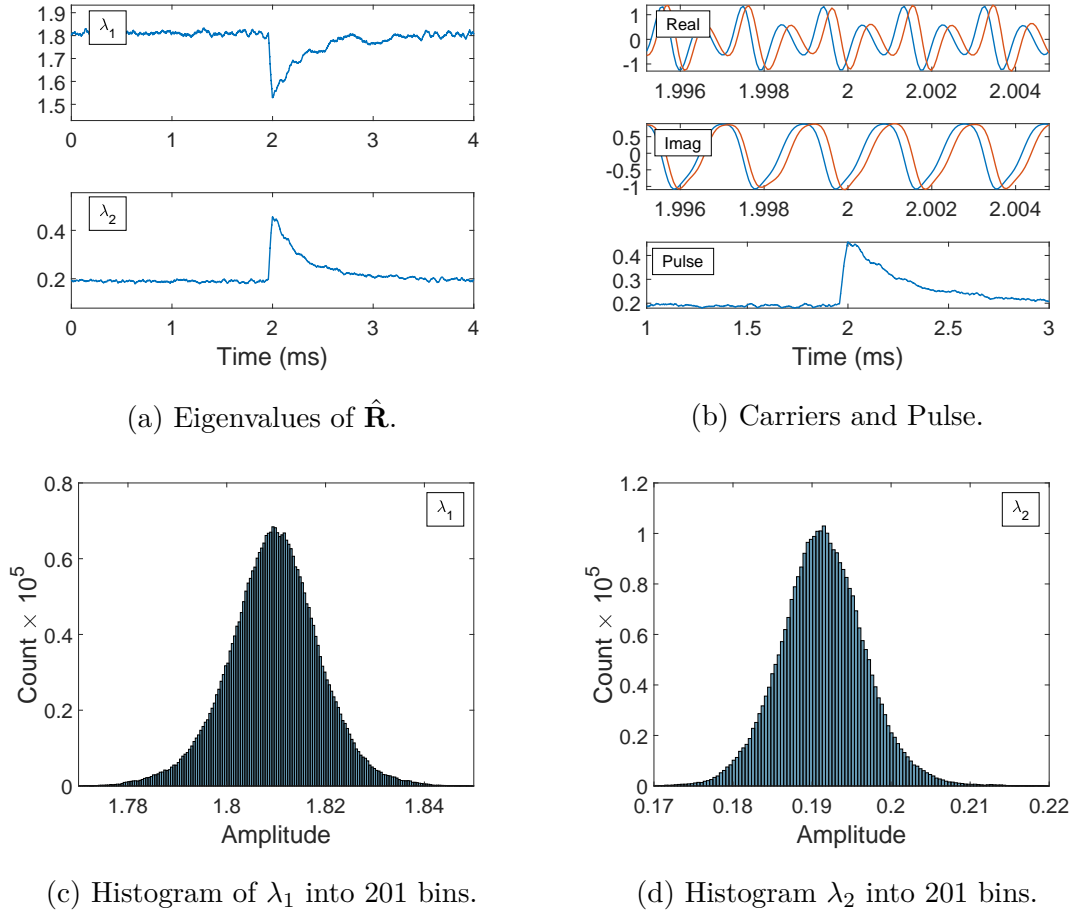 λ1
1.9
1.8
1.7
1.6
1.5
0 1 2 3 4
λ2
0.4
0.2
0 1 2 3 4
Time (ms)
(a) Eigenvalues of R̂.
Real
1
0
-1
1.996 1.998 2 2.002 2.004
Imag
0.5
0
-0.5
-1
1.996 1.998 2 2.002 2.004
Pulse
0.4
0.3
0.2
1 1.5 2 2.5 3
Time (ms)
(b) Carriers and Pulse.
λ1
0.8
0.6
0.4
0.2
0
Count × 10^5
1.78 1.8 1.82 1.84
Amplitude
(c) Histogram of λ1 into 201 bins.
λ2
1.2
1
0.8
0.6
0.4
0.2
0
Count × 10^5
0.17 0.18 0.19 0.2 0.21 0.22
Amplitude
(d) Histogram λ2 into 201 bins.